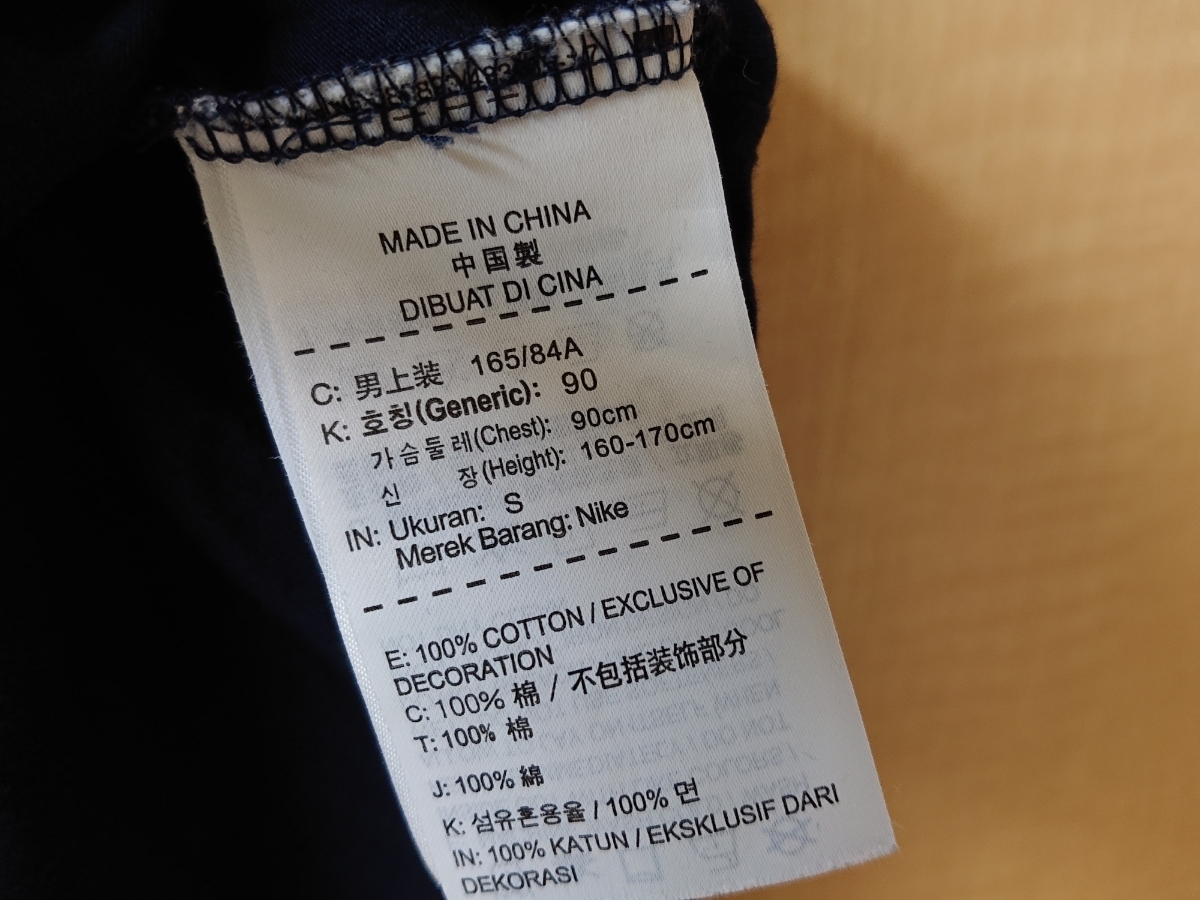 MADE IN CHINA
中国製
DIBUAT DI CINA
C: 男上装 165/84A
K: 호칭(Generic): 90
가슴둘레(Chest): 90cm
신 장(Height): 160-170cm
IN: Ukuran: S
Merek Barang: Nike
E: 100% COTTON / EXCLUSIVE OF
DECORATION
C: 100% 棉 / 不包括装饰部分
T: 100% 棉
J: 100% 綿
K: 섬유혼용율 / 100% 면
IN: 100% KATUN / EKSKLUSIF DARI
DEKORASI